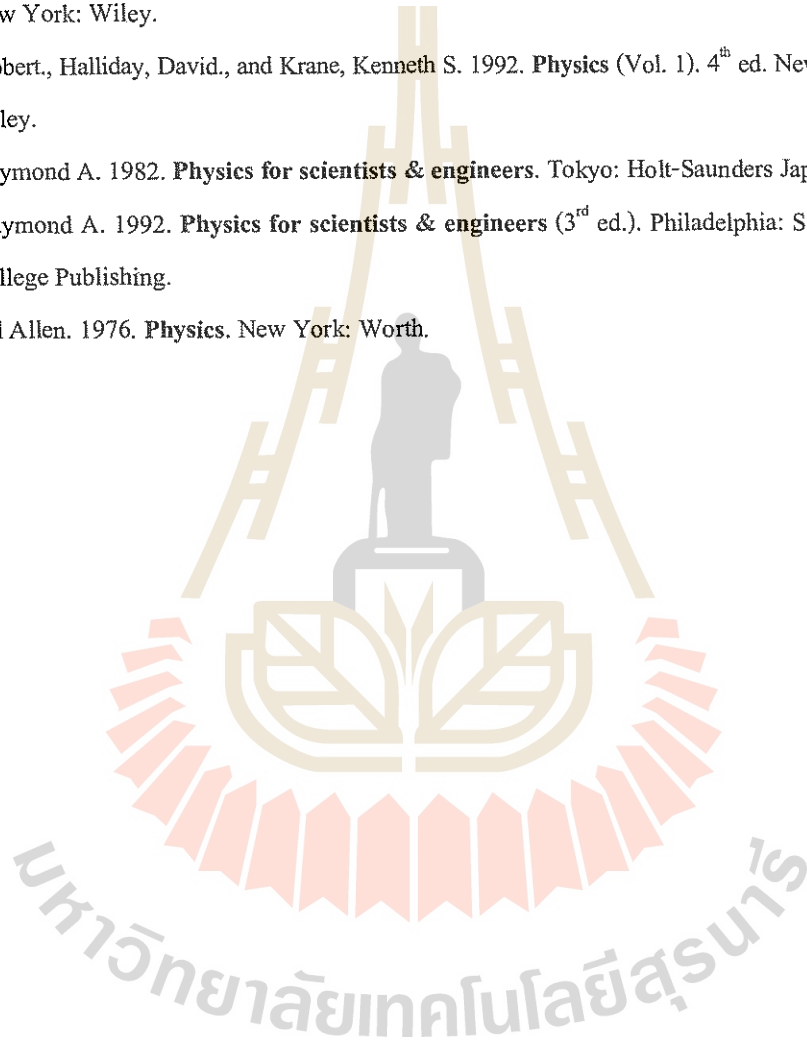 w York: Wiley.
bert., Halliday, David., and Krane, Kenneth S. 1992. Physics (Vol. 1). 4th ed. New
ley.
ymond A. 1982. Physics for scientists & engineers. Tokyo: Holt-Saunders Jap
ymond A. 1992. Physics for scientists & engineers (3rd ed.). Philadelphia: S
llege Publishing.
Allen. 1976. Physics. New York: Worth.
มหาวิทยาลัยเทคโนโลยีสุรนารี